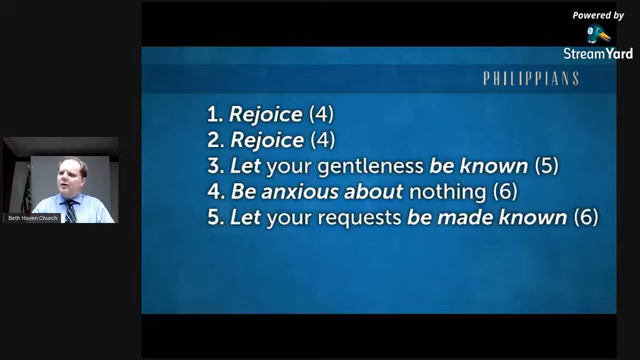 Powered by
StreamYard
PHILIPPIANS
1. Rejoice (4)
2. Rejoice (4)
3. Let your gentleness be known (5)
4. Be anxious about nothing (6)
5. Let your requests be made known (6)
Beth Haven Church